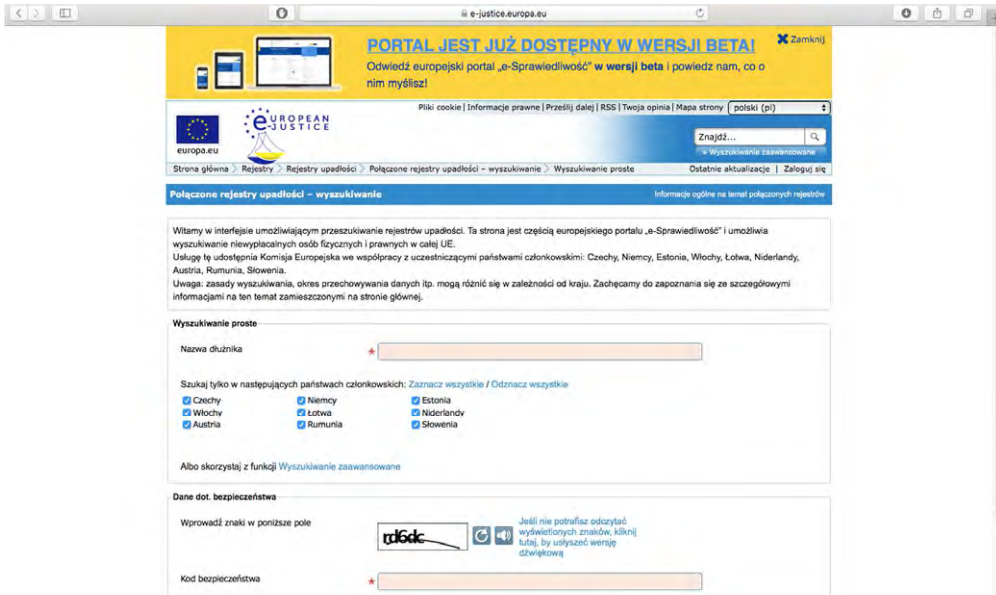 e-justice.europa.eu
PORTAL JEST JUŻ DOSTĘPNY W WERSJI BETA!
Zamknij
Odwiedź europejski portal „e-Sprawiedliwość” w wersji beta i powiedz nam, co o
nim myślisz!
Pliki cookie | Informacje prawne | Prześlij dalej | RSS | Twoja opinia | Mapa strony | polski (pl)
EUROPEAN
E-JUSTICE
europa.eu
Znajdź...
» Wyszukiwanie zaawansowane
Strona główna > Rejestry > Rejestry upadłości > Połączone rejestry upadłości – wyszukiwanie > Wyszukiwanie proste
Ostatnie aktualizacje | Zaloguj się
Połączone rejestry upadłości – wyszukiwanie
Informacje ogólne na temat połączonych rejestrów
Witamy w interfejsie umożliwiającym przeszukiwanie rejestrów upadłości. Ta strona jest częścią europejskiego portalu „e-Sprawiedliwość” i umożliwia
wyszukiwanie niewypłacalnych osób fizycznych i prawnych w całej UE.
Usługę tę udostępnia Komisja Europejska we współpracy z uczestniczącymi państwami członkowskimi: Czechy, Niemcy, Estonia, Włochy, Łotwa, Niderlandy,
Austria, Rumunia, Słowenia.
Uwaga: zasady wyszukiwania, okres przechowywania danych itp. mogą różnić się w zależności od kraju. Zachęcamy do zapoznania się ze szczegółowymi
informacjami na ten temat zamieszczonymi na stronie głównej.
Wyszukiwanie proste
Nazwa dłużnika *
Szukaj tylko w następujących państwach członkowskich: Zaznacz wszystkie / Odznacz wszystkie
Czechy Niemcy Estonia
Włochy Łotwa Niderlandy
Austria Rumunia Słowenia
Albo skorzystaj z funkcji Wyszukiwanie zaawansowane
Dane dot. bezpieczeństwa
Wprowadź znaki w poniższe pole
rd6dc
Jeśli nie potrafisz odczytać
wyświetlonych znaków, kliknij
tutaj, by usłyszeć wersję
dźwiękową
Kod bezpieczeństwa *